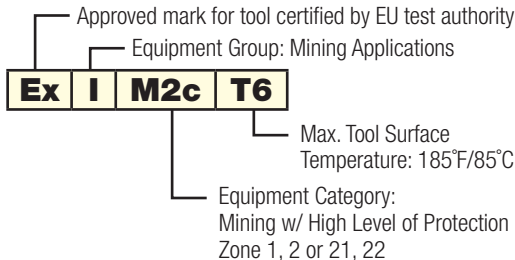 Approved mark for tool certified by EU test authority
Equipment Group: Mining Applications
Ex I M2c T6
Max. Tool Surface
Temperature: 185˚F/85˚C
Equipment Category:
Mining w/ High Level of Protection
Zone 1, 2 or 21, 22